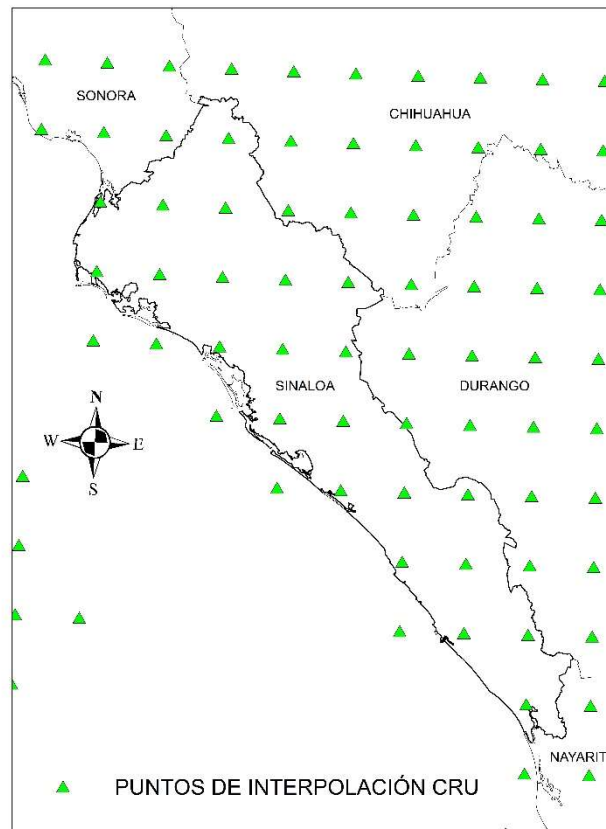 SONORA
CHIHUAHUA
SINALOA
DURANGO
N
W
E
S
NAYARIT
PUNTOS DE INTERPOLACIÓN CRU